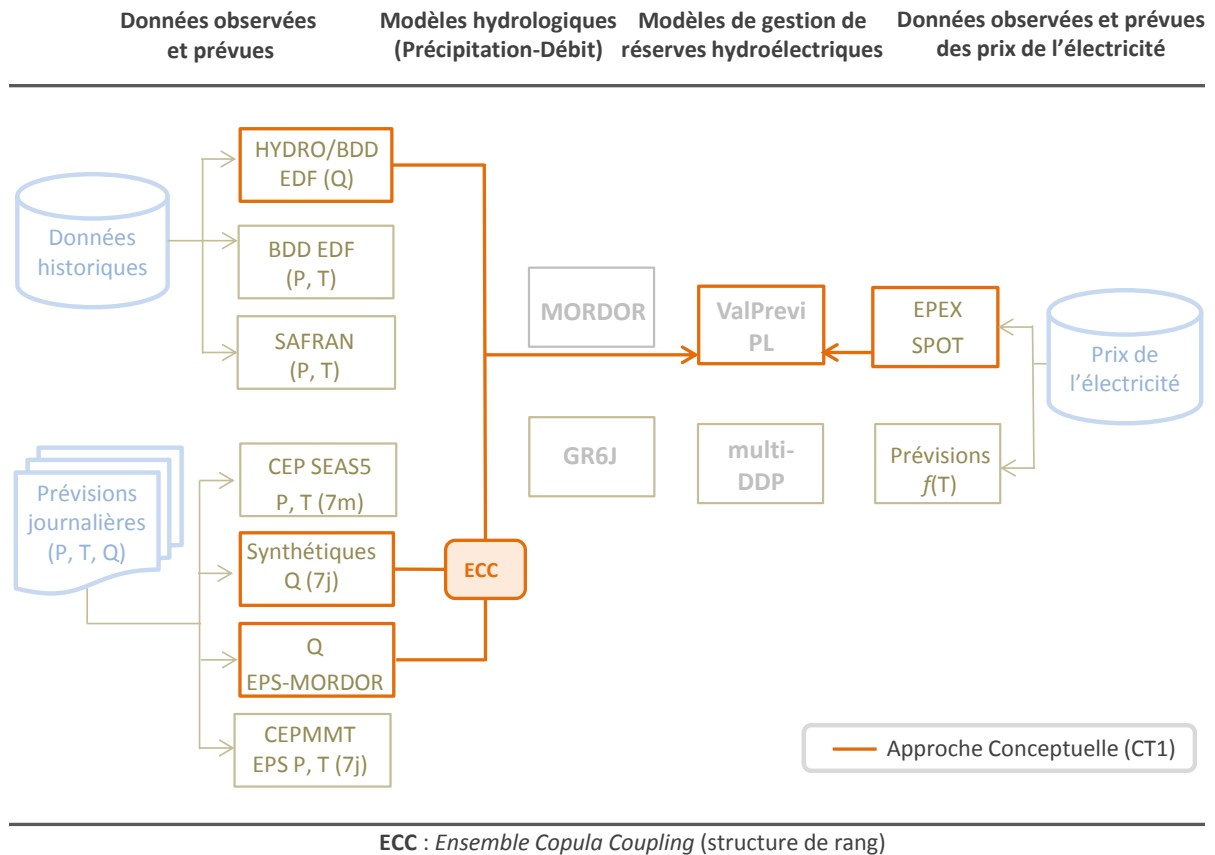 Données observées
et prévues
Modèles hydrologiques
(Précipitation-Débit)
Modèles de gestion de
réserves hydroélectriques
Données observées et prévues
des prix de l'électricité
Données
historiques
HYDRO/BDD
EDF (Q)
BDD EDF
(P, T)
SAFRAN
(P, T)
MORDOR
ValPrevi
PL
EPEX
SPOT
Prix de
l'électricité
Prévisions
journalières
(P, T, Q)
CEP SEAS5
P, T (7m)
Synthétiques
Q (7j)
ECC
Q
EPS-MORDOR
CEPMMT
EPS P, T (7j)
GR6J
multi-
DDP
Prévisions
f(T)
Approche Conceptuelle (CT1)
ECC : Ensemble Copula Coupling (structure de rang)